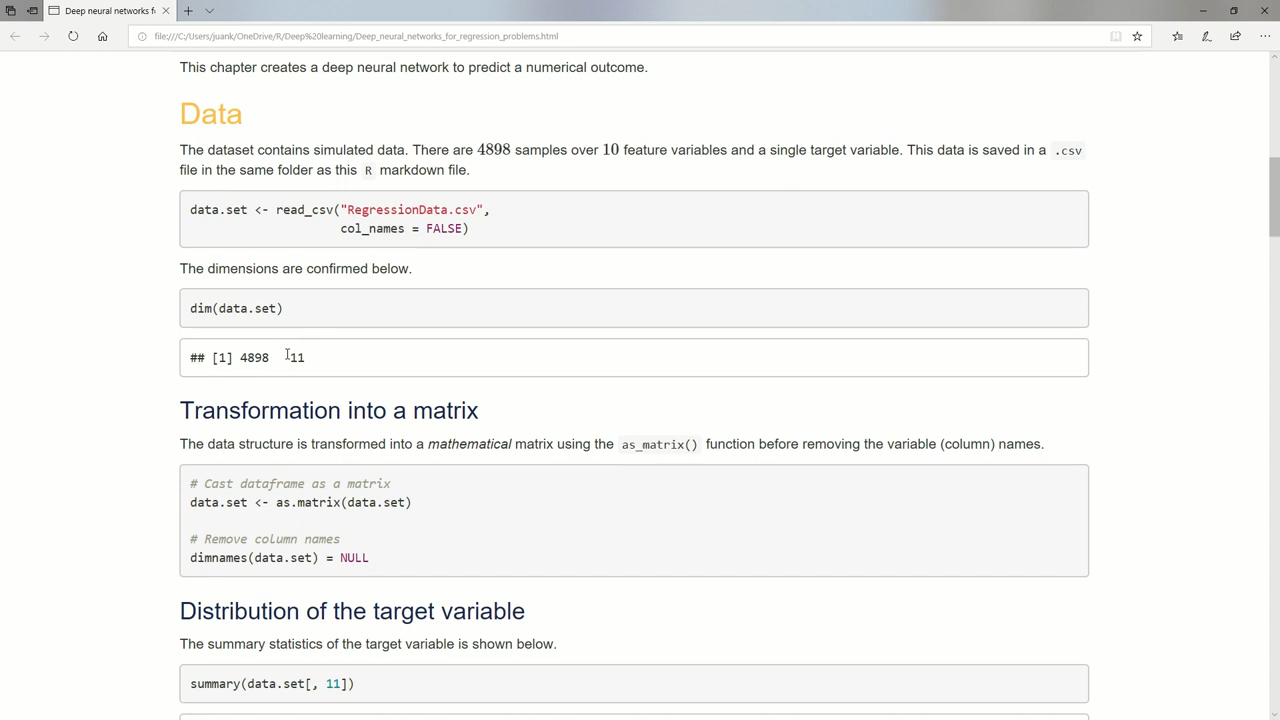 Deep neural networks f
file:///C:/Users/juank/OneDrive/R/Deep%20learning/Deep_neural_networks_for_regression_problems.html
This chapter creates a deep neural network to predict a numerical outcome.
Data
The dataset contains simulated data. There are 4898 samples over 10 feature variables and a single target variable. This data is saved in a .csv
file in the same folder as this R markdown file.
data.set <- read_csv("RegressionData.csv",
col_names = FALSE)
The dimensions are confirmed below.
dim(data.set)
## [1] 4898 11
Transformation into a matrix
The data structure is transformed into a mathematical matrix using the as_matrix() function before removing the variable (column) names.
# Cast dataframe as a matrix
data.set <- as.matrix(data.set)
# Remove column names
dimnames(data.set) = NULL
Distribution of the target variable
The summary statistics of the target variable is shown below.
summary(data.set[, 11])